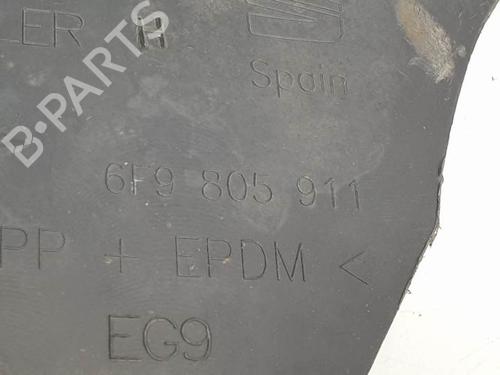 LER R
Spain
B-PARTS
6F9 805 911
PP + EPDM <
EG9